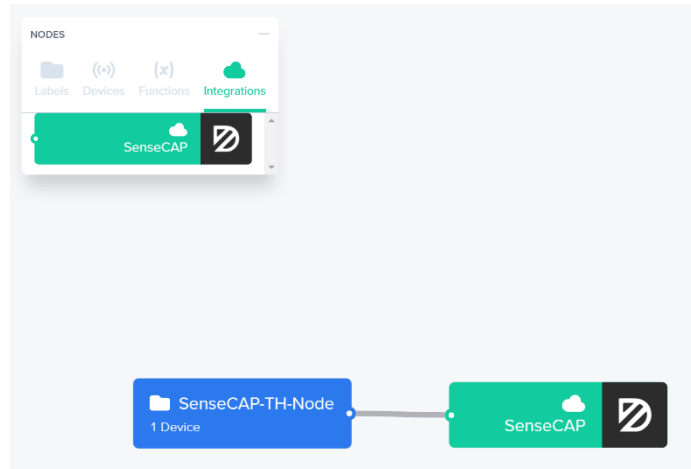 NODES
Labels Devices Functions Integrations
SenseCAP
SenseCAP-TH-Node
1 Device
SenseCAP